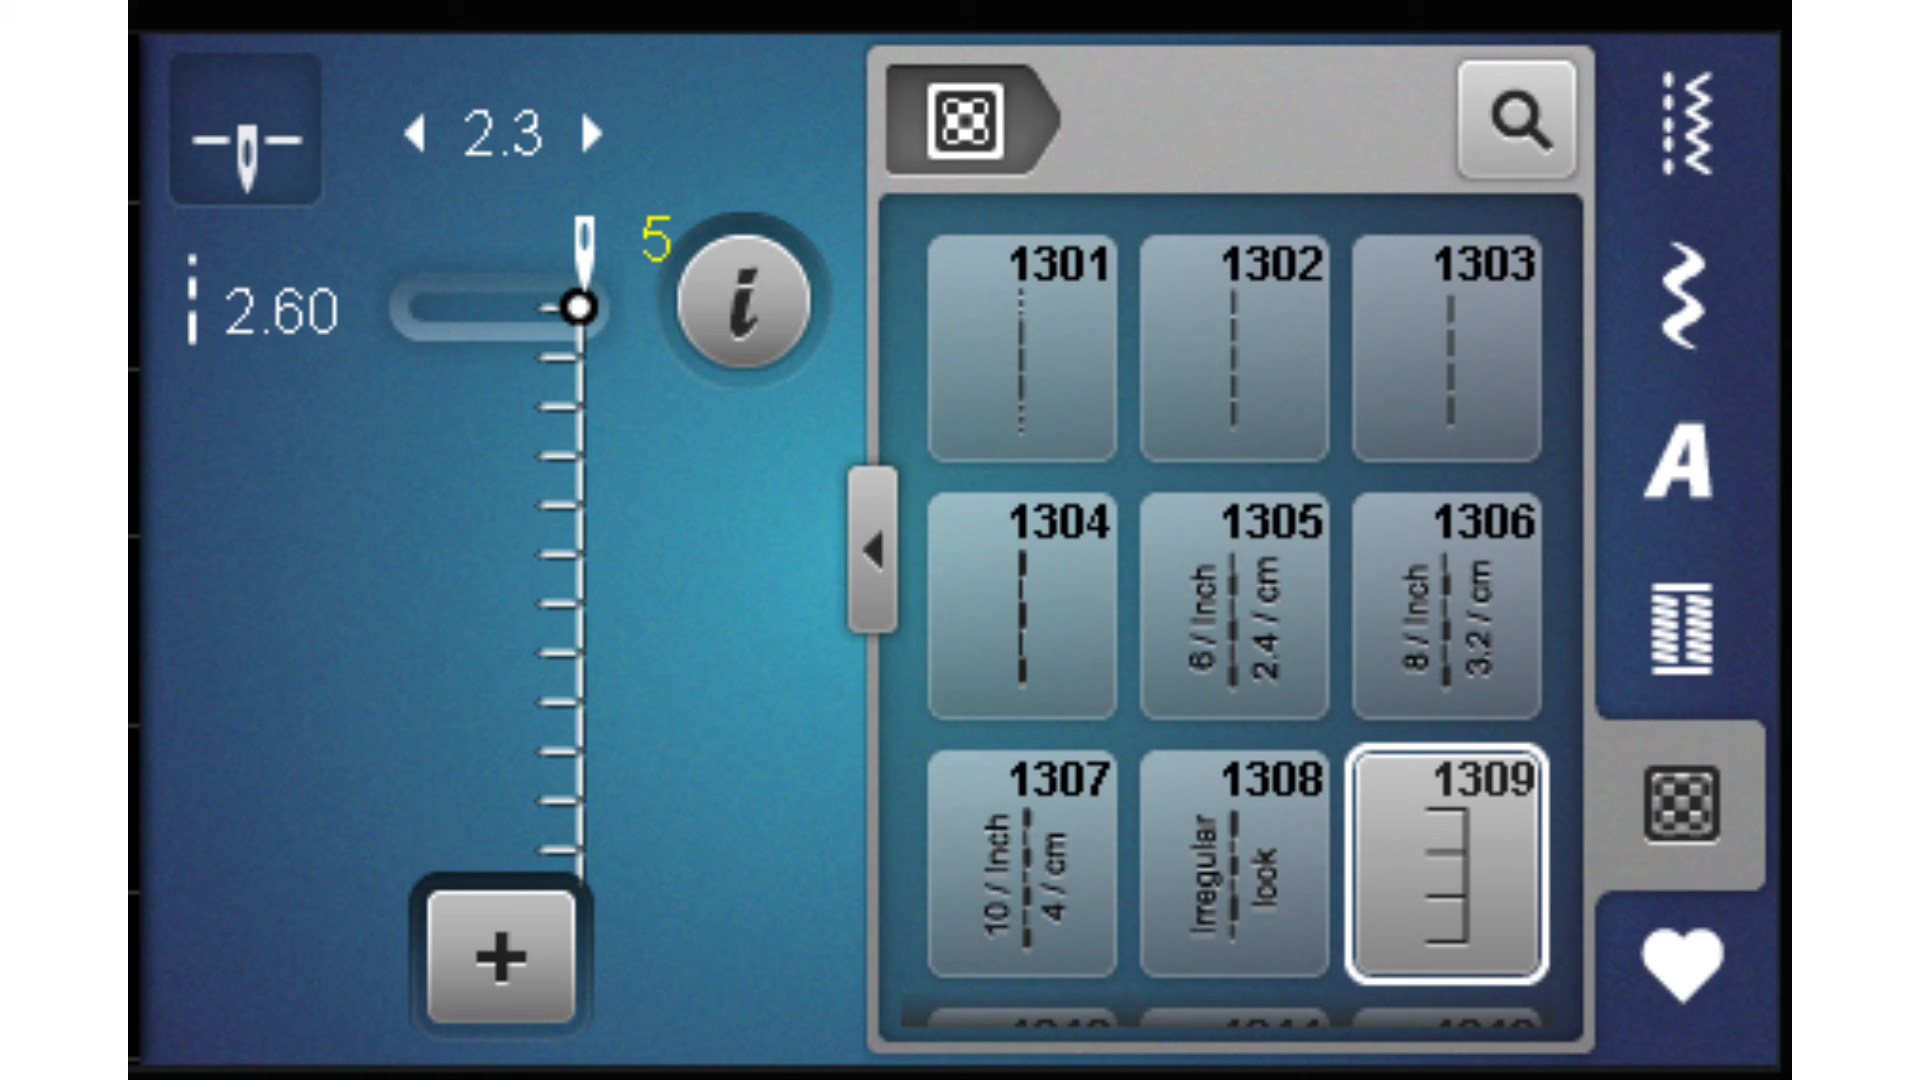 2.3
5
2.60
i
1301
1302
1303
1304
1305
6 / Inch
2.4 / cm
1306
8 / Inch
3.2 / cm
1307
10 / Inch
4 / cm
1308
Irregular
look
1309
A